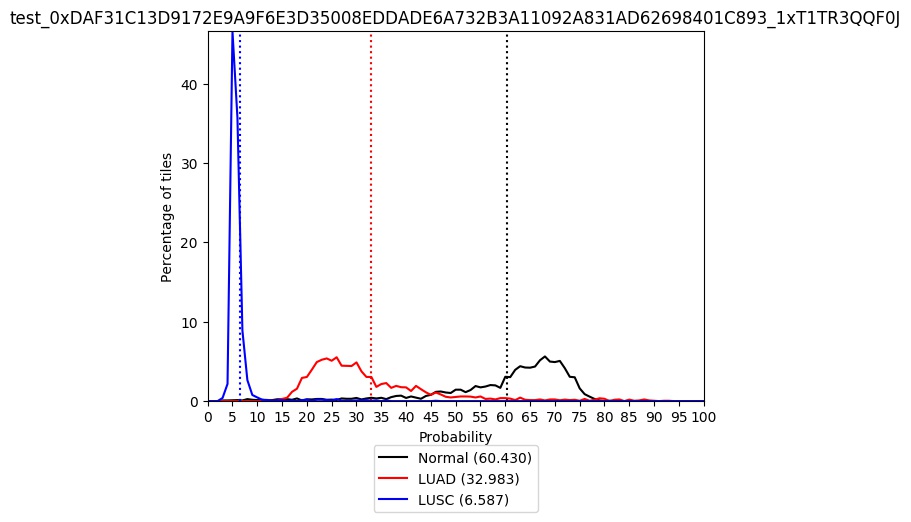 test_0xDAF31C13D9172E9A9F6E3D35008EDDADE6A732B3A11092A831AD62698401C893_1xT1TR3QQF0J
40
30
20
10
0
Percentage of tiles
0 5 10 15 20 25 30 35 40 45 50 55 60 65 70 75 80 85 90 95 100
Probability
Normal (60.430)
LUAD (32.983)
LUSC (6.587)